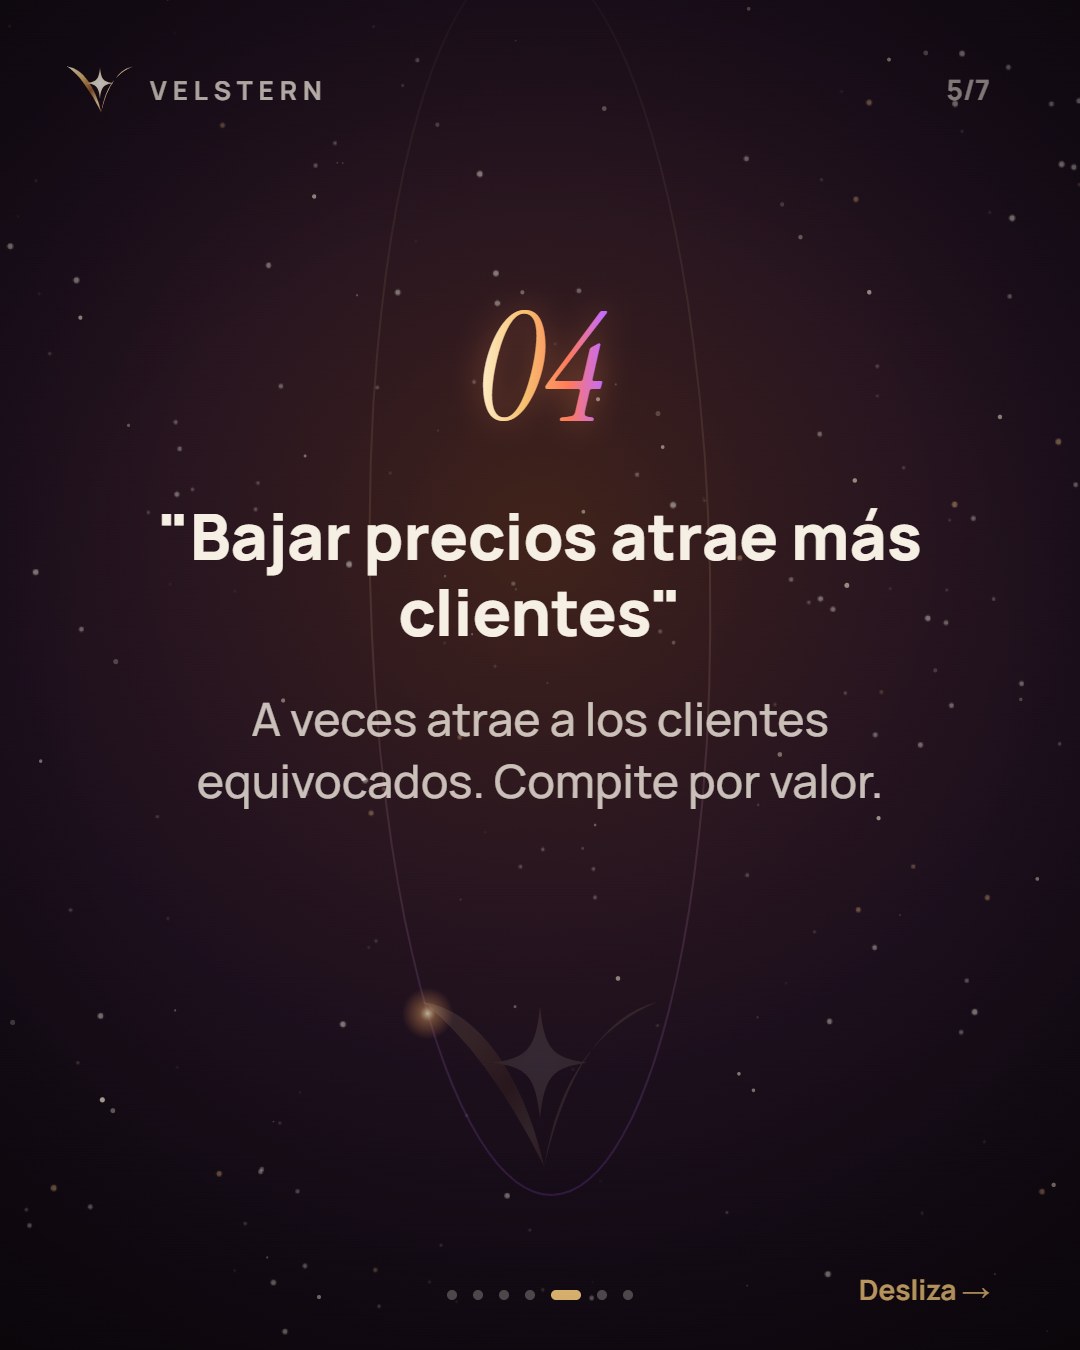 VELSTERN
5/7
04
"Bajar precios atrae más
clientes"
A veces atrae a los clientes
equivocados. Compite por valor.
Desliza →